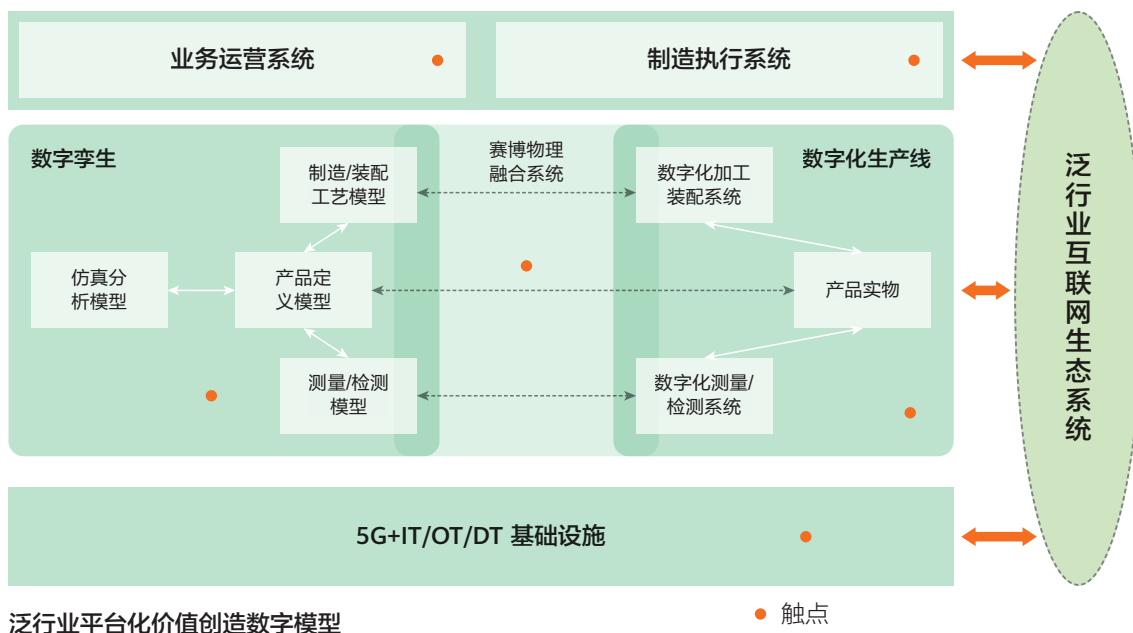 业务运营系统
制造执行系统
数字孪生
制造/装配
工艺模型
赛博物理
融合系统
数字化加工
装配系统
数字化生产线
仿真分
析模型
产品定
义模型
产品实物
测量/检测
模型
数字化测量/
检测系统
泛行业互联网生态系统
5G+IT/OT/DT 基础设施
泛行业平台化价值创造数字模型
触点